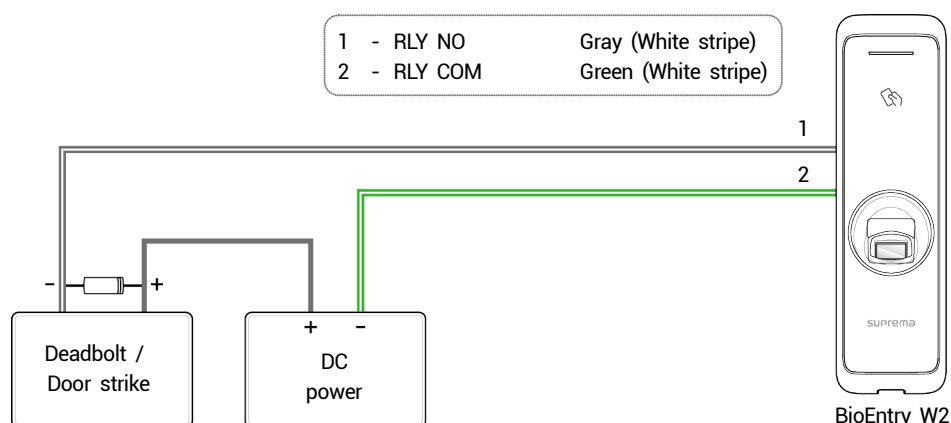 1 - RLY NO Gray (White stripe)
2 - RLY COM Green (White stripe)
1
2
- +
+ -
Deadbolt /
Door strike
DC
power
suprema
BioEntry W2